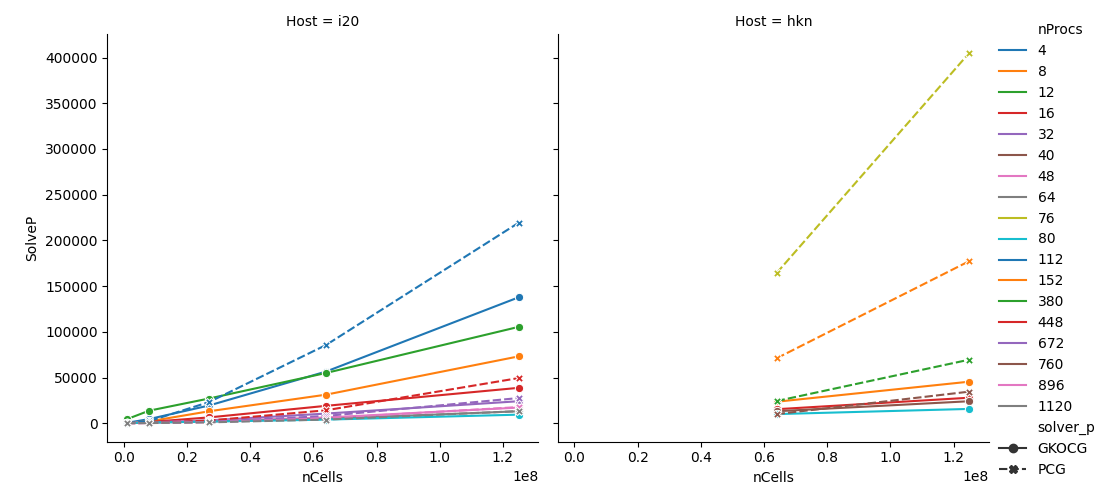 Host = i20
Host = hkn
SolveP
400000
350000
300000
250000
200000
150000
100000
50000
0
0.0 0.2 0.4 0.6 0.8 1.0 1.2
1e8
nCells
0.0 0.2 0.4 0.6 0.8 1.0 1.2
1e8
nCells
nProcs
4
8
12
16
32
40
48
64
76
80
112
152
380
448
672
760
896
1120
solver_p
GKOCG
PCG